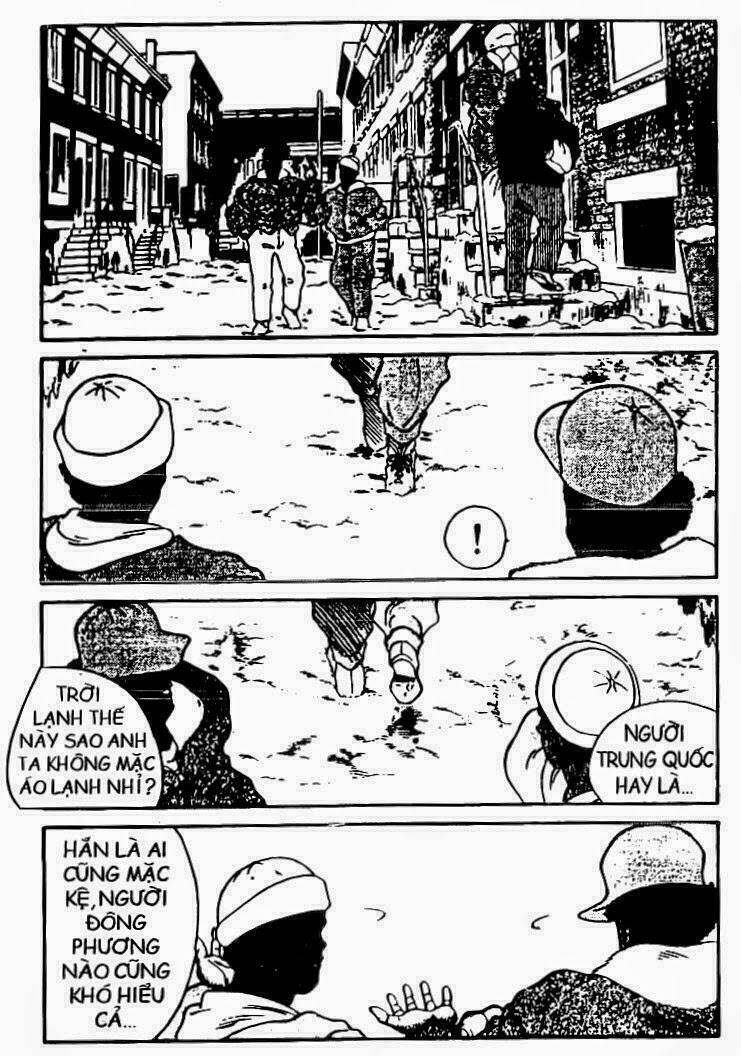 !
TRỜI
LẠNH THẾ
NÀY SAO ANH
TA KHÔNG MẶC
ÁO LẠNH NHỈ?
NGƯỜI
TRUNG QUỐC
HAY LÀ...
HẮN LÀ AI
CŨNG MẶC
KỆ, NGƯỜI
ĐÔNG
PHƯƠNG
NÀO CŨNG
KHÓ HIỂU
CẢ...